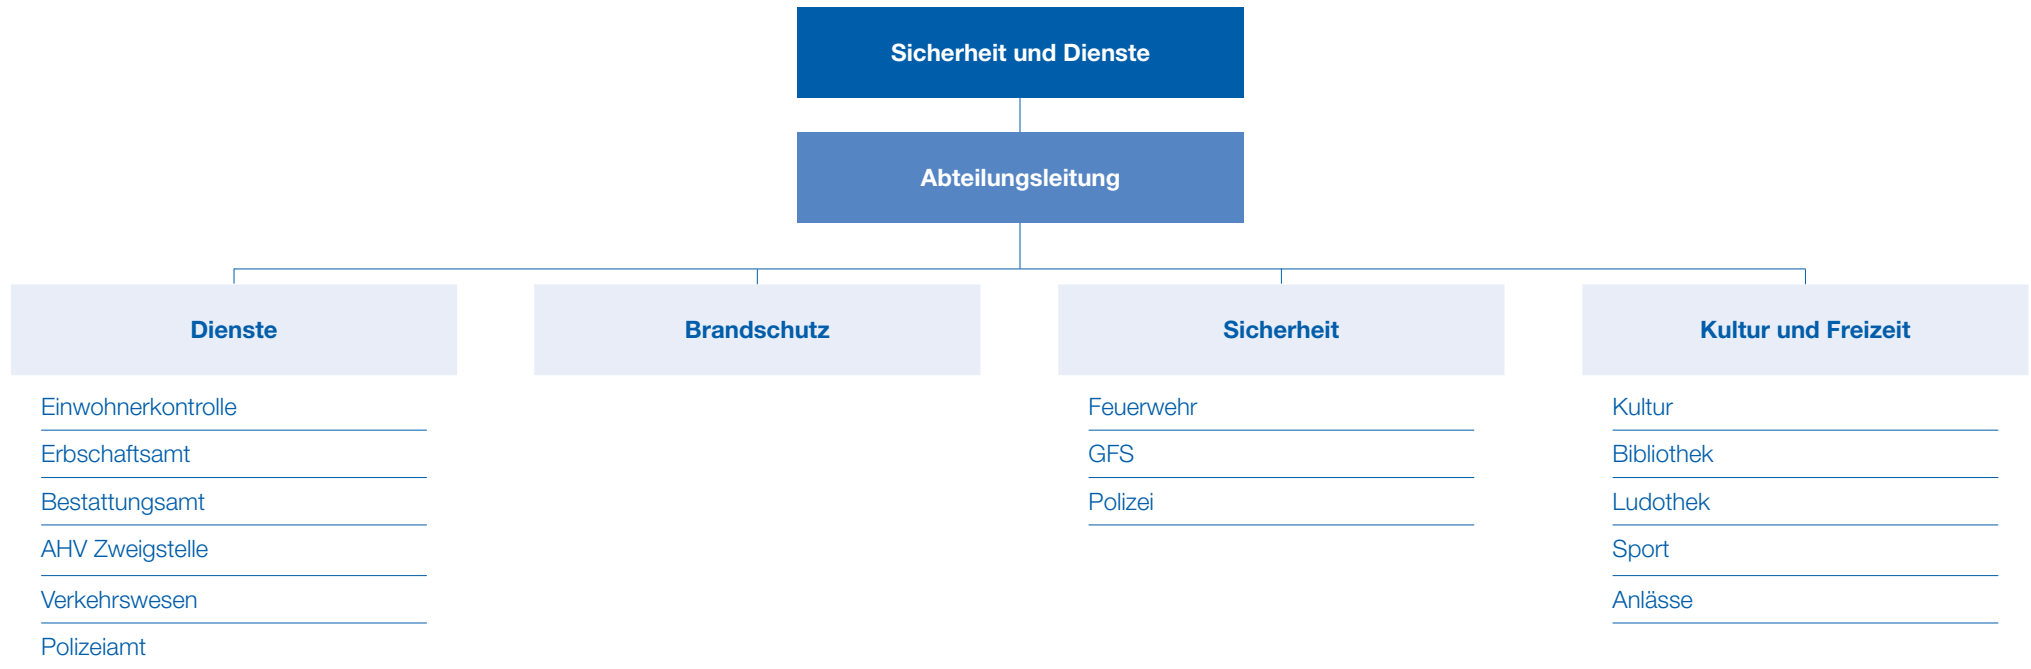 Sicherheit und Dienste
Abteilungsleitung
Dienste
Einwohnerkontrolle
Erbschaftsamt
Bestattungsamt
AHV Zweigstelle
Verkehrswesen
Polizeiamt
Brandschutz
Sicherheit
Feuerwehr
GFS
Polizei
Kultur und Freizeit
Kultur
Bibliothek
Ludothek
Sport
Anlässe